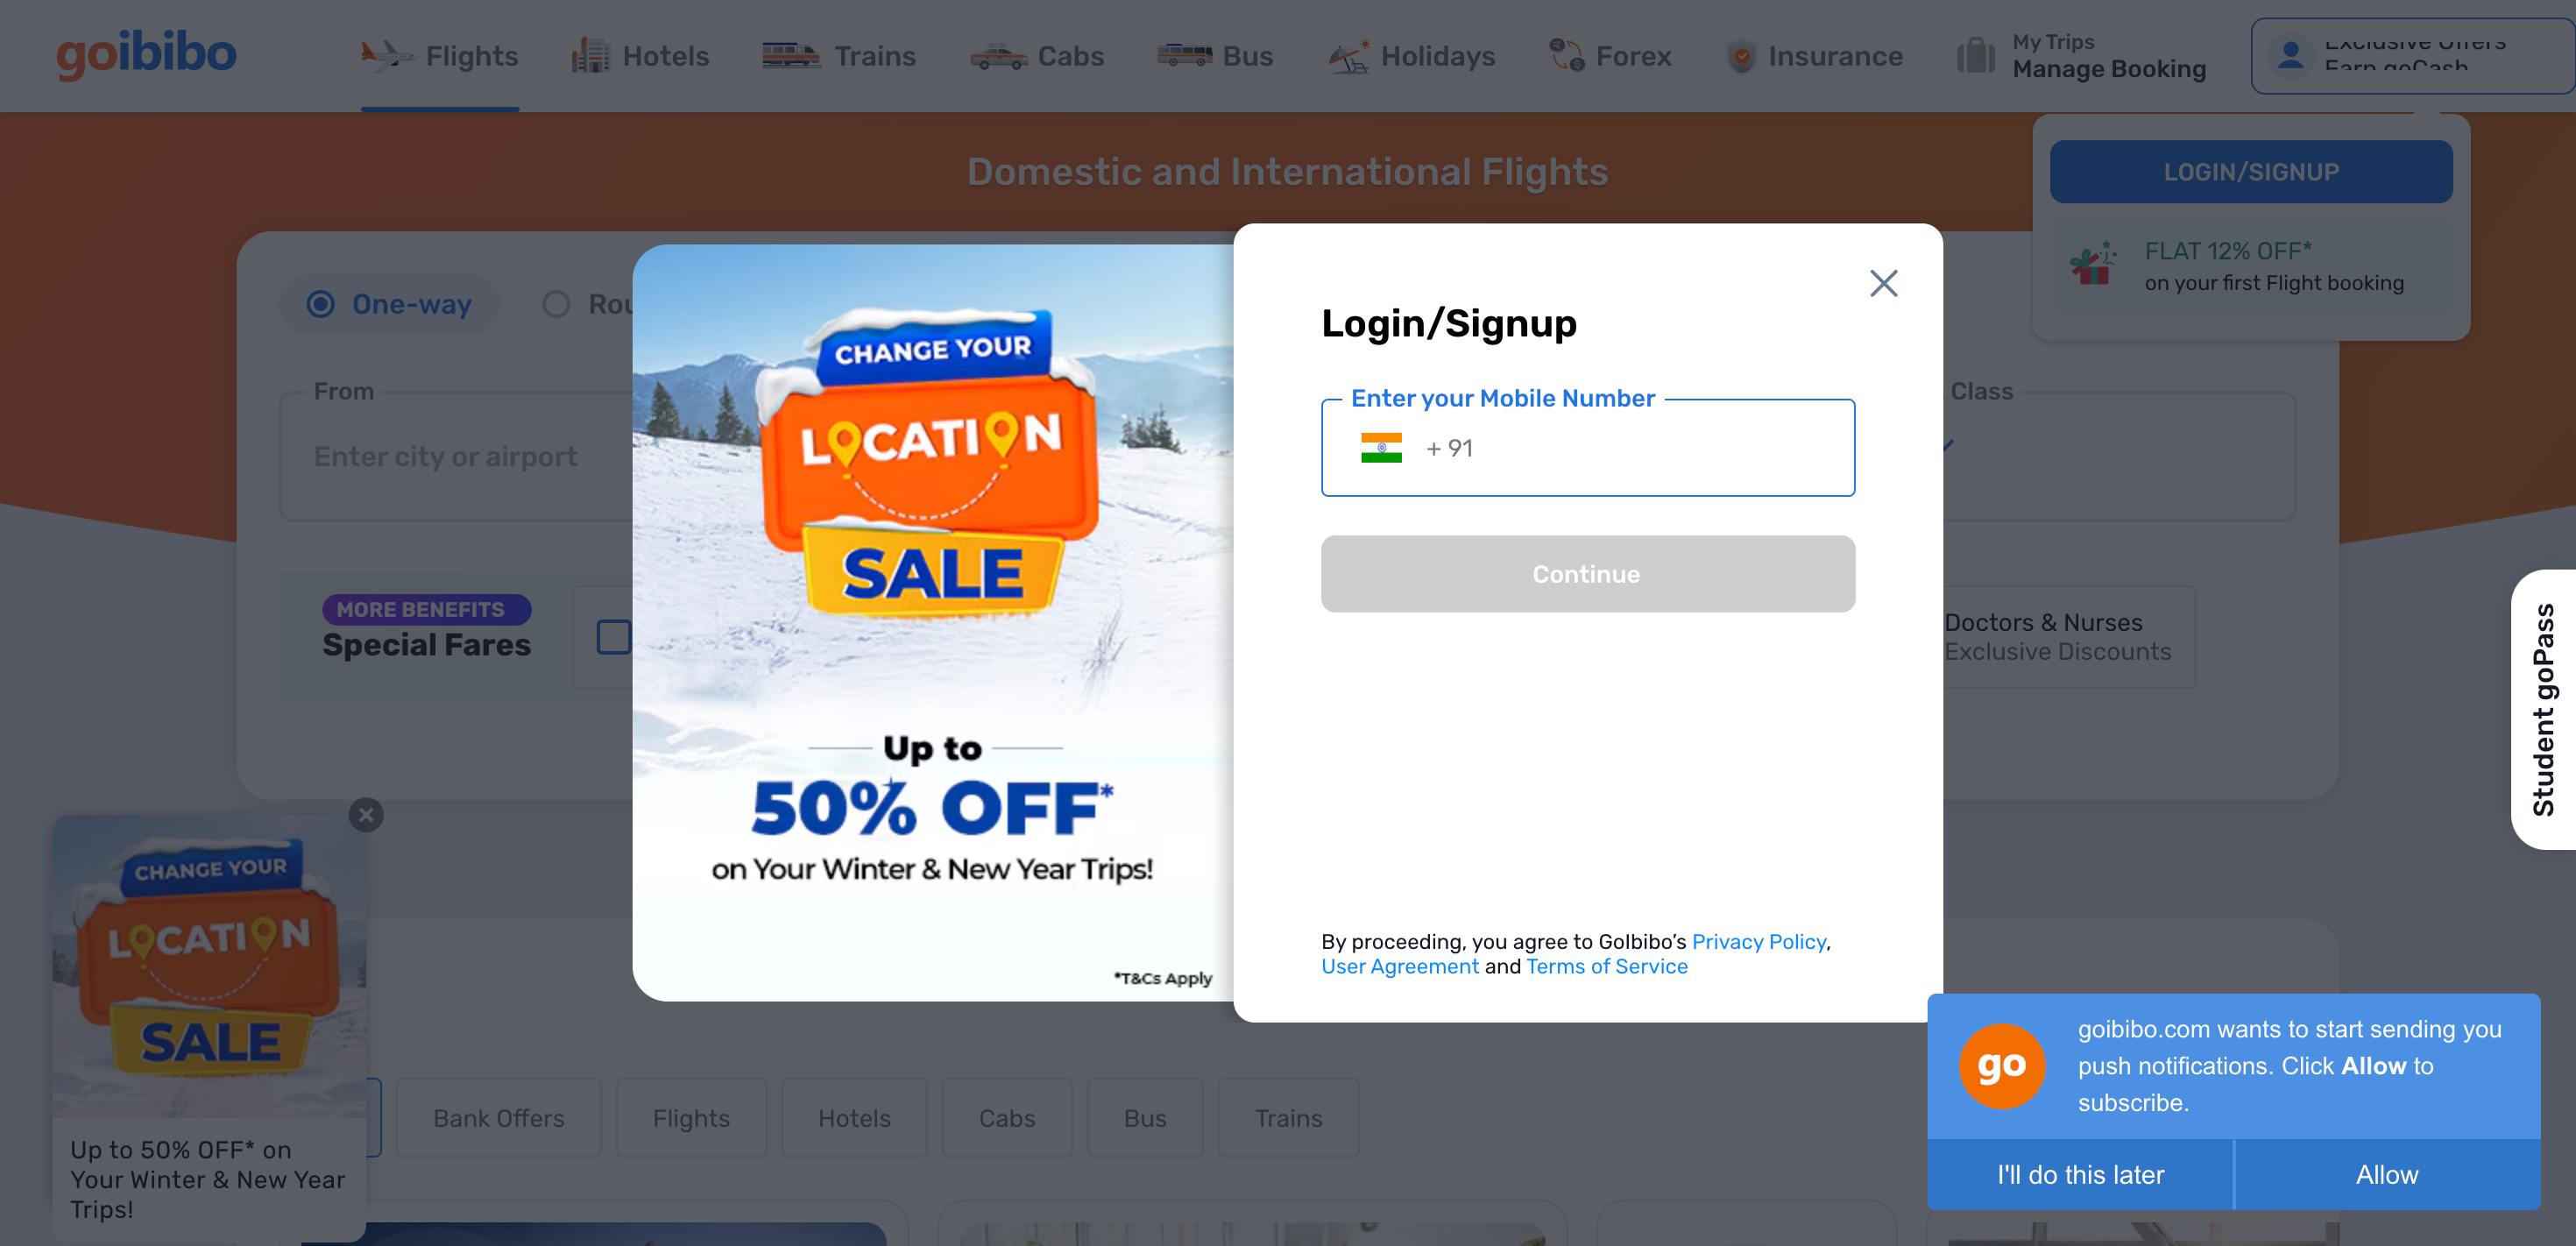 goibibo
Flights
Hotels
Trains
Cabs
Bus
Holidays
Forex
Insurance
My Trips
Manage Booking
Exclusive Offers
Earn goCash
Domestic and International Flights
LOGIN/SIGNUP
FLAT 12% OFF*
on your first Flight booking
One-way
Rou
From
Enter city or airport
Class
MORE BENEFITS
Special Fares
Doctors & Nurses
Exclusive Discounts
CHANGE YOUR
LOCATION
SALE
Up to
50% OFF*
on Your Winter & New Year Trips!
*T&Cs Apply
Login/Signup
Enter your Mobile Number
+ 91
Continue
By proceeding, you agree to GoIbibo’s Privacy Policy,
User Agreement and Terms of Service
Student goPass
CHANGE YOUR
LOCATION
SALE
Up to 50% OFF* on
Your Winter & New Year
Trips!
Bank Offers
Flights
Hotels
Cabs
Bus
Trains
go
goibibo.com wants to start sending you
push notifications. Click Allow to
subscribe.
I'll do this later
Allow